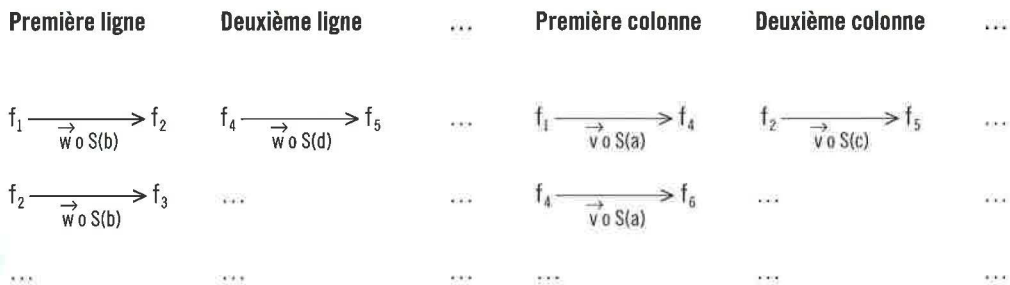 Première ligne Deuxième ligne ... Première colonne Deuxième colonne ...
f₁ → f₂ f₄ → f₅ ... f₁ → f₄ f₂ → f₅ ...
w⃗ o S(b) w⃗ o S(d) v⃗ o S(a) v⃗ o S(c)
f₂ → f₃ ... ... f₄ → f₆ ... ...
w⃗ o S(b) v⃗ o S(a)
... ... ... ... ... ...